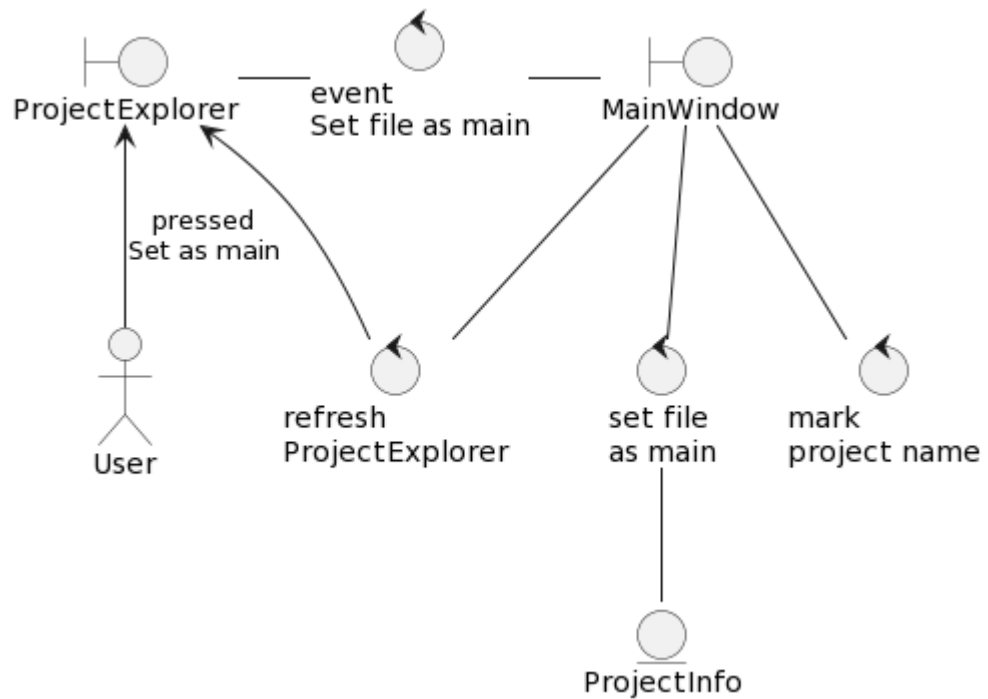 ProjectExplorer
event
Set file as main
MainWindow
pressed
Set as main
User
refresh
ProjectExplorer
set file
as main
mark
project name
ProjectInfo